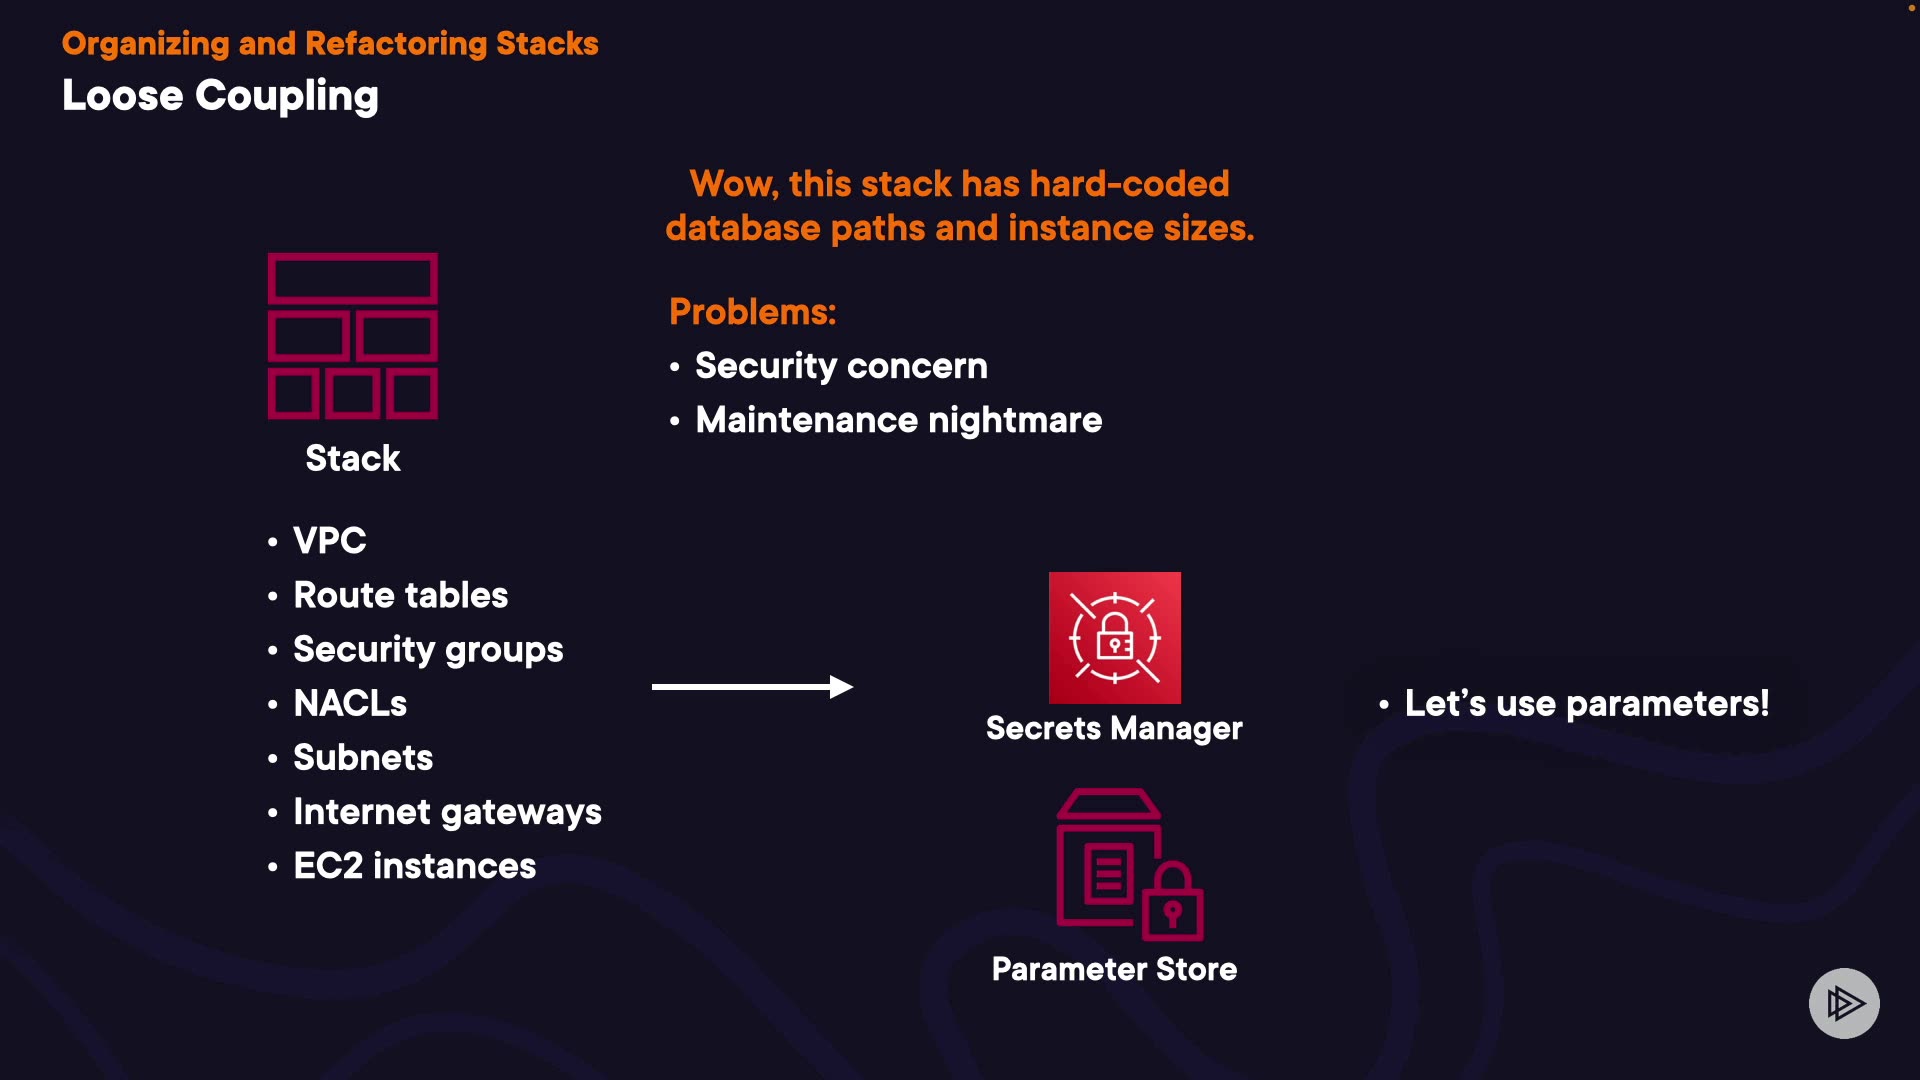 Organizing and Refactoring Stacks
Loose Coupling
Wow, this stack has hard-coded
database paths and instance sizes.
Problems:
• Security concern
• Maintenance nightmare
Stack
• VPC
• Route tables
• Security groups
• NACLs
• Subnets
• Internet gateways
• EC2 instances
Secrets Manager
Parameter Store
• Let’s use parameters!